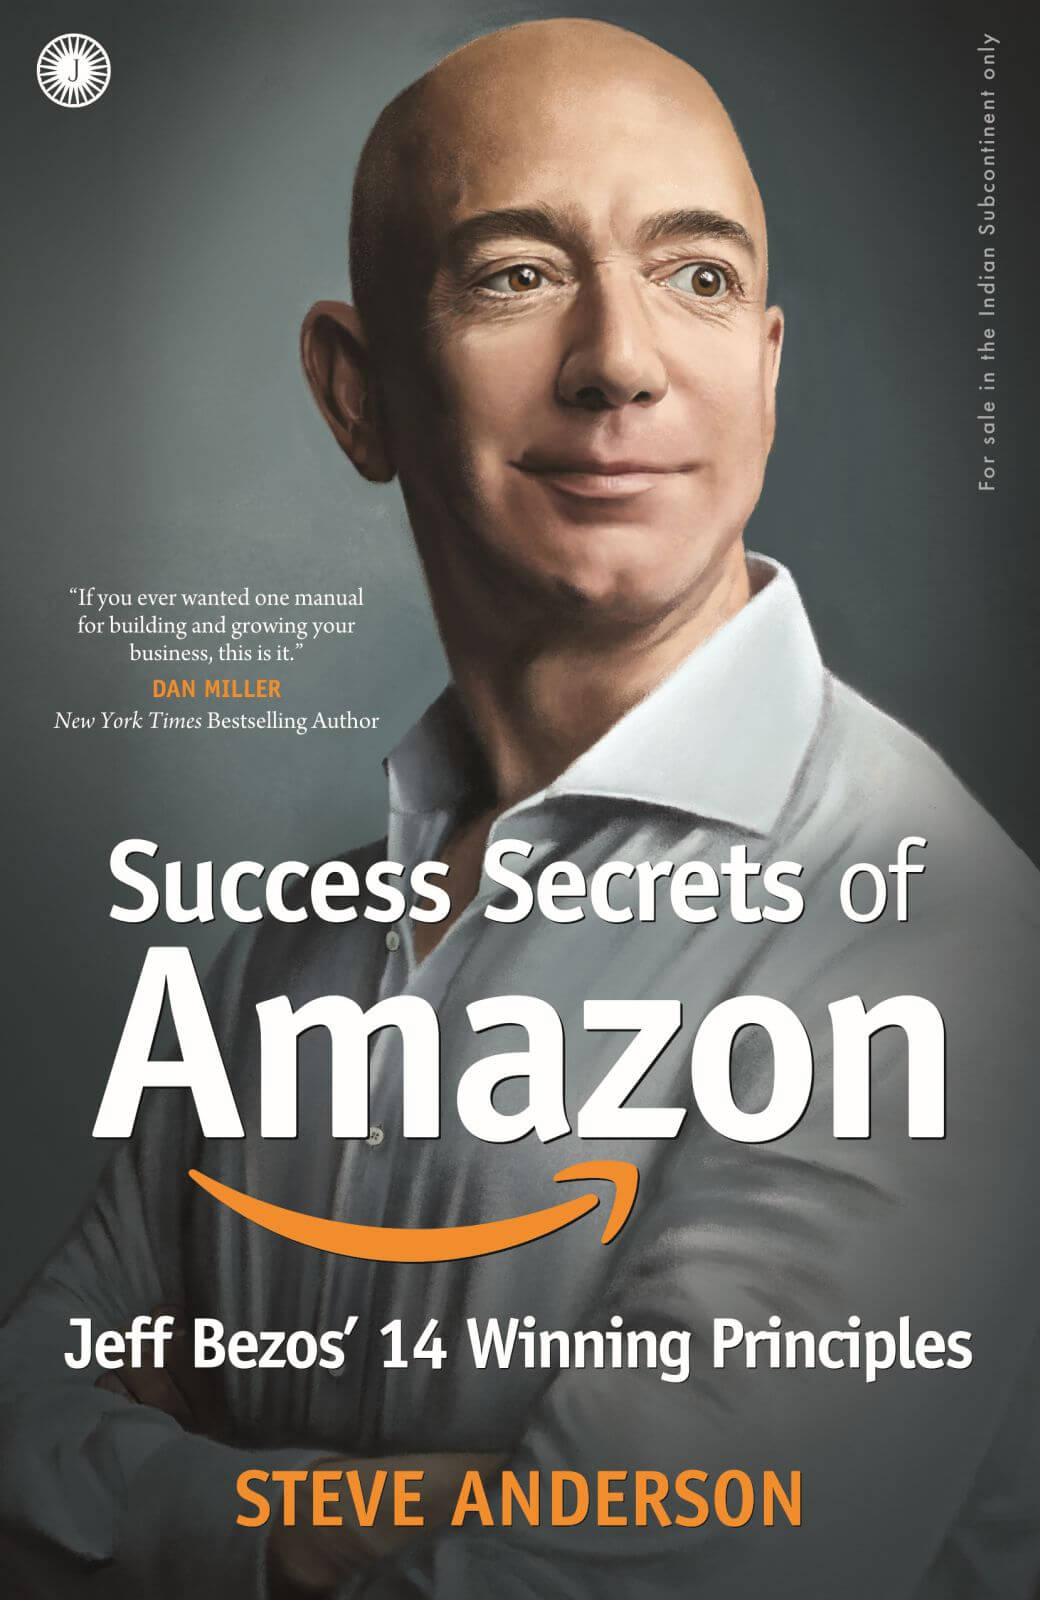 J
For sale in the Indian Subcontinent only
“If you ever wanted one manual
for building and growing your
business, this is it.”
DAN MILLER
New York Times Bestselling Author
Success Secrets of
Amazon
Jeff Bezos’ 14 Winning Principles
STEVE ANDERSON